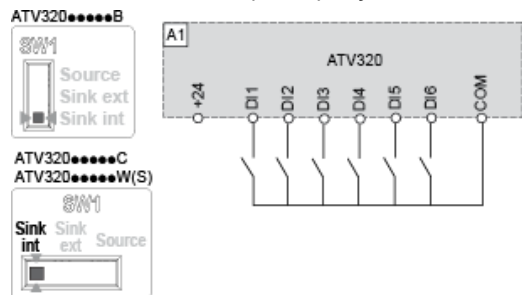 ATV320●●●●●B
SW1
Source
Sink ext
Sink int
ATV320●●●●●C
ATV320●●●●●W(S)
SW1
Sink int
Sink ext
Source
A1
ATV320
+24
DI1
DI2
DI3
DI4
DI5
DI6
COM